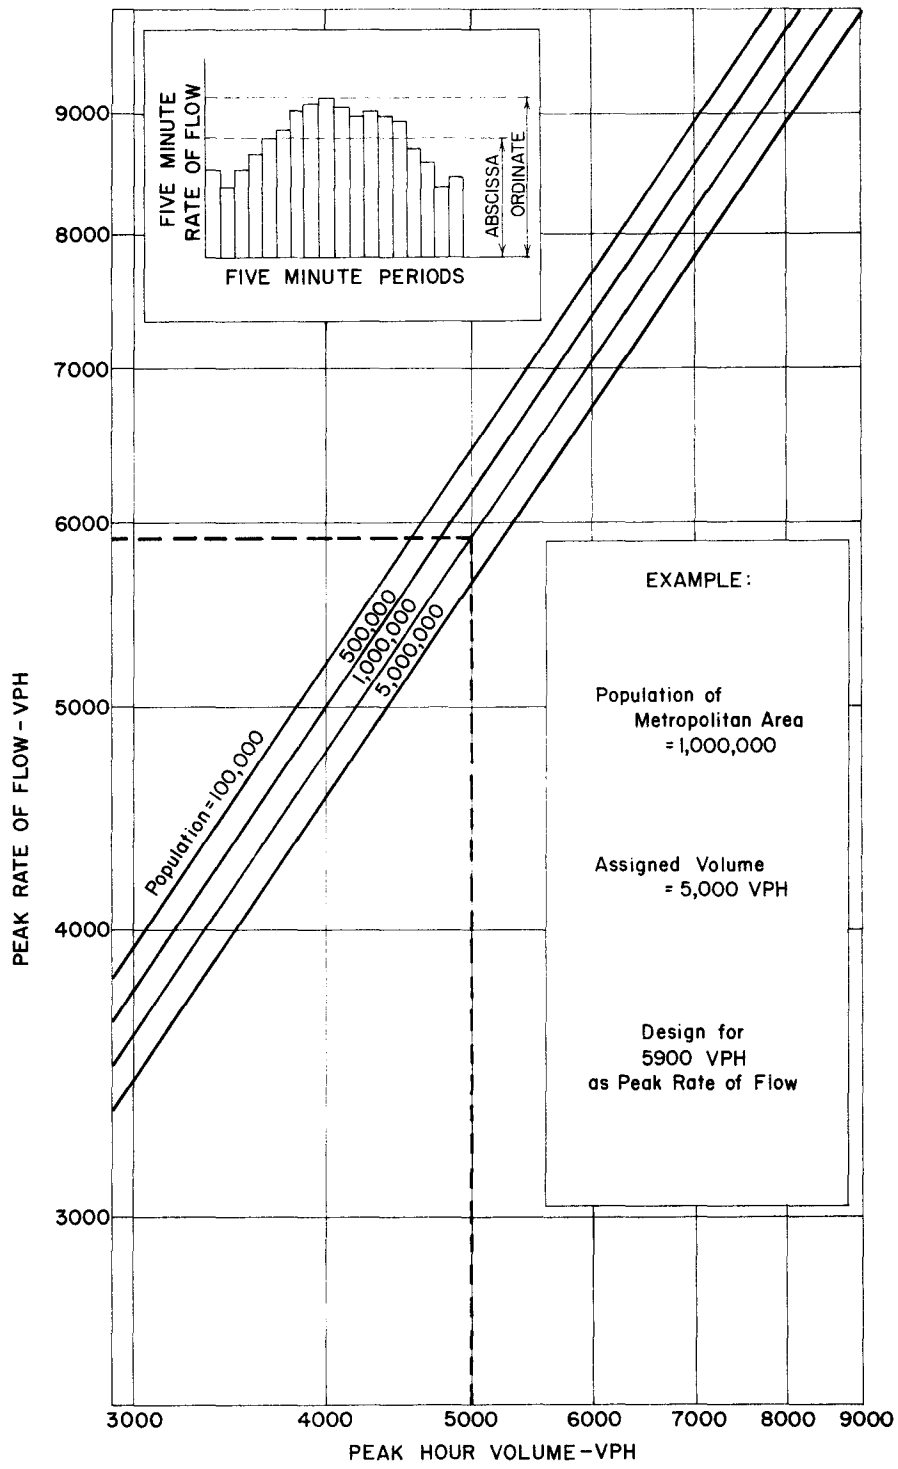 FIVE MINUTE
RATE OF FLOW
ABSCISSA
ORDINATE
FIVE MINUTE PERIODS
9000
8000
7000
6000
5000
4000
3000
PEAK RATE OF FLOW-VPH
Population=100,000
500,000
1,000,000
5,000,000
EXAMPLE:
Population of
Metropolitan Area
=1,000,000
Assigned Volume
= 5,000 VPH
Design for
5900 VPH
as Peak Rate of Flow
3000 4000 5000 6000 7000 8000 9000
PEAK HOUR VOLUME-VPH